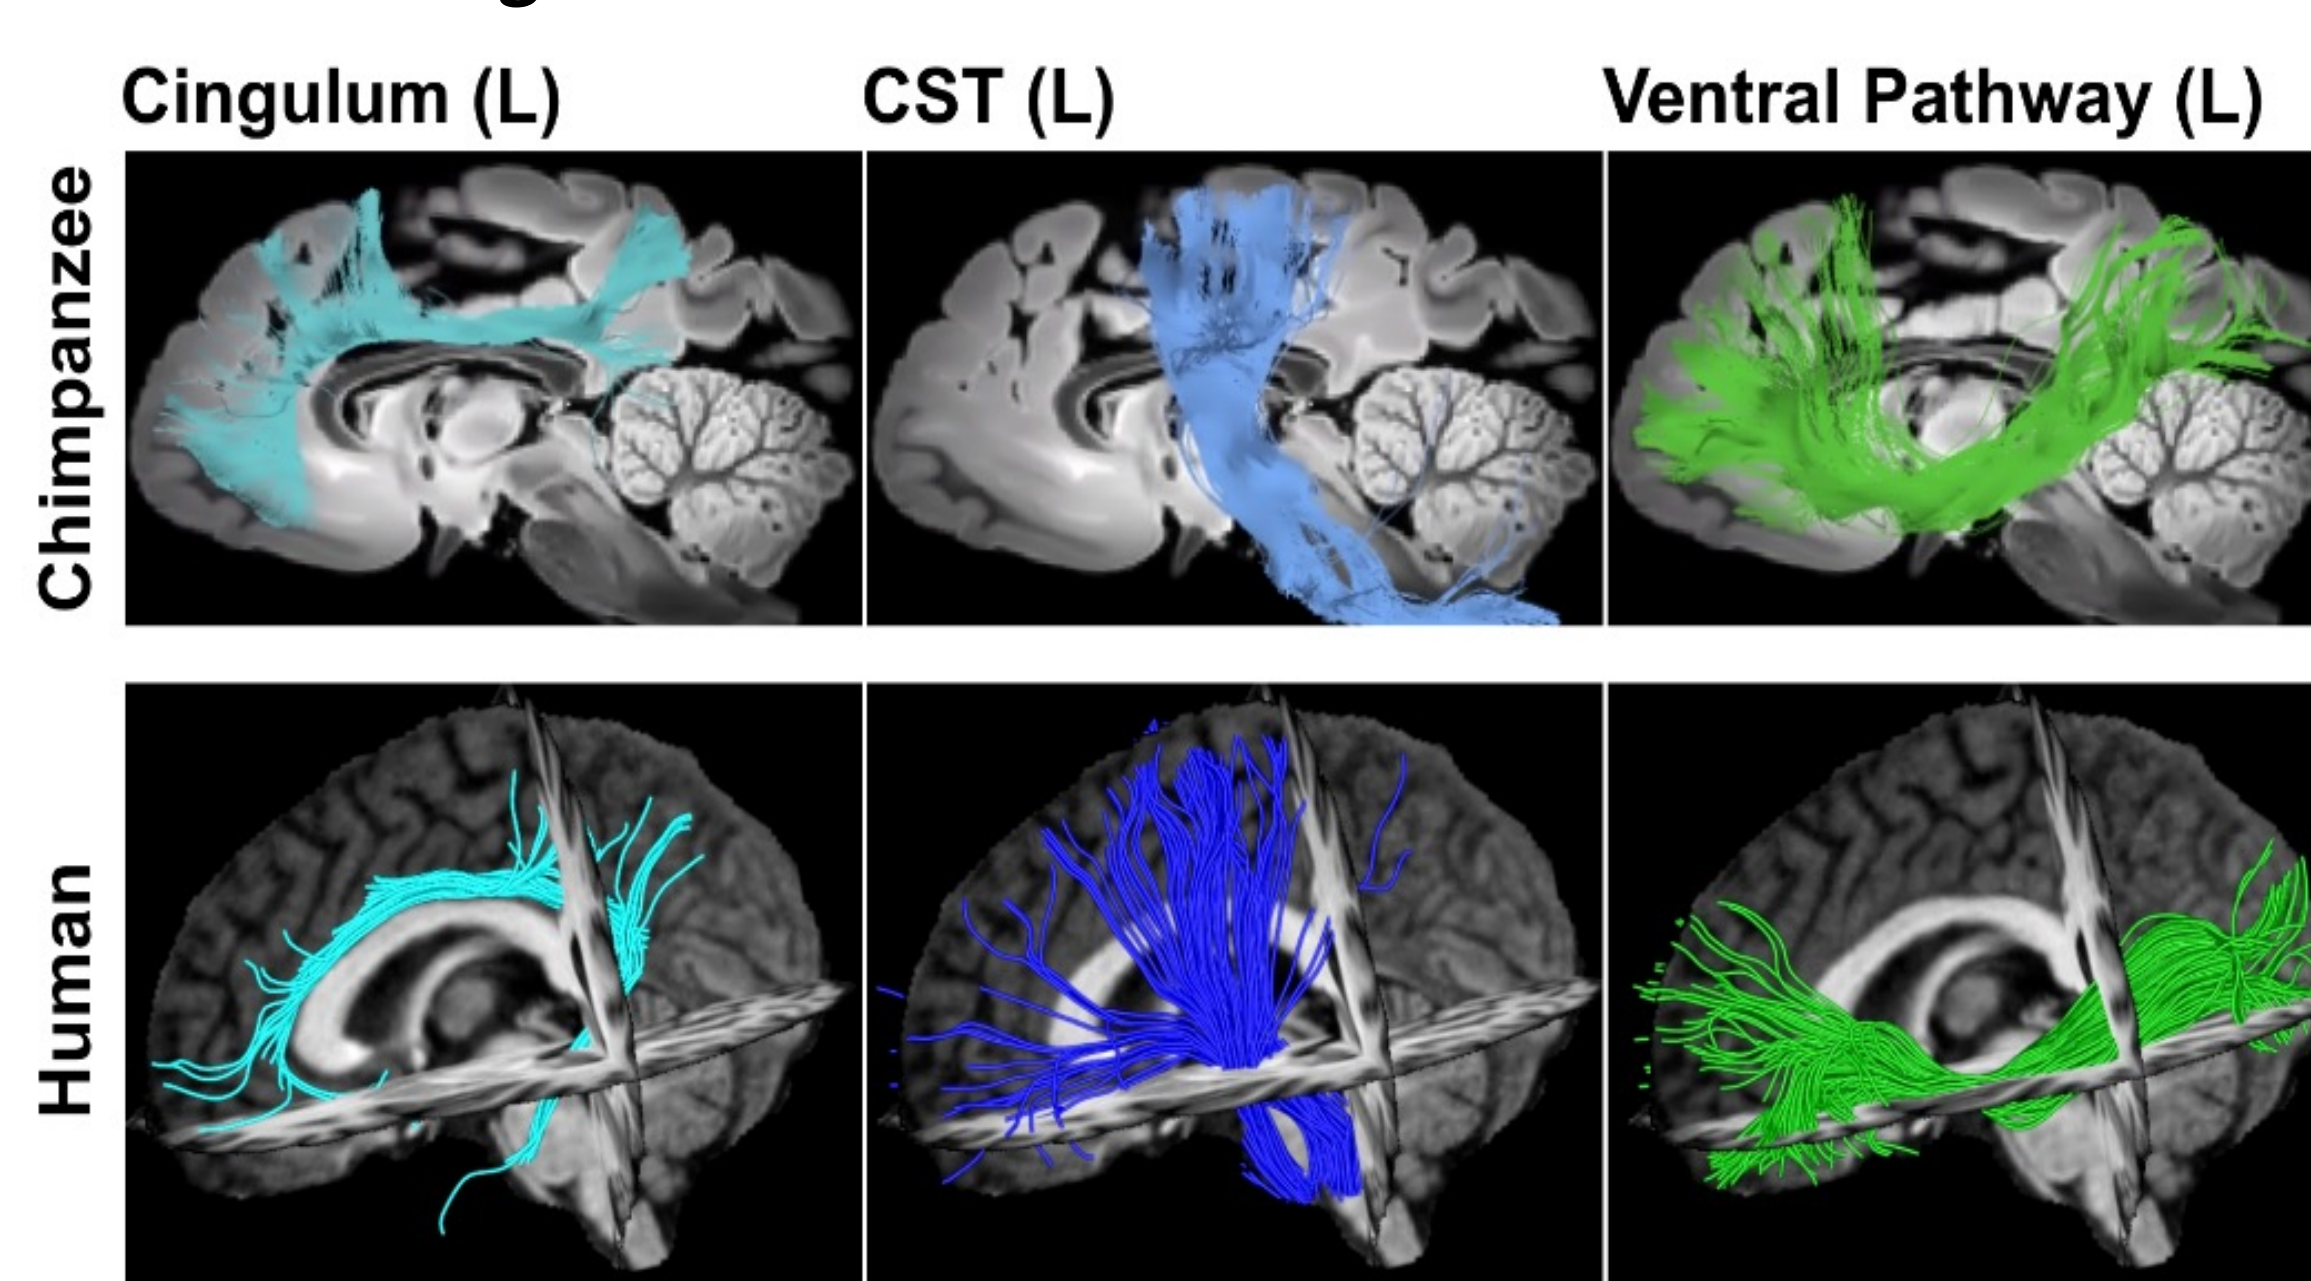 Cingulum (L)
CST (L)
Ventral Pathway (L)
Chimpanzee
Human